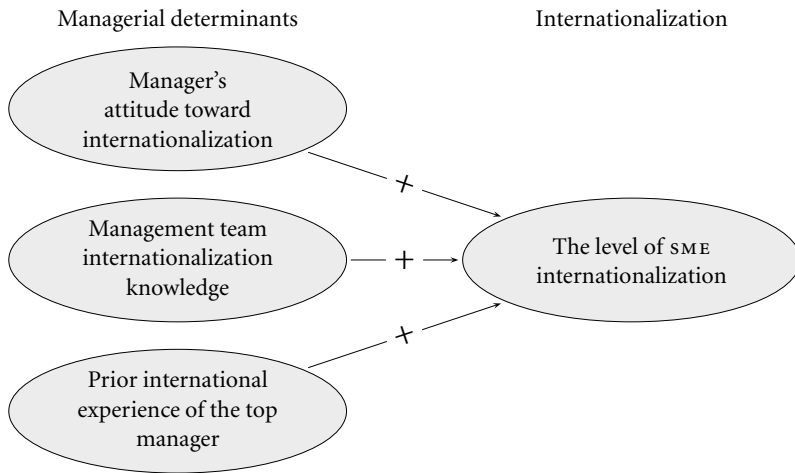 Managerial determinants
Internationalization
Manager's
attitude toward
internationalization
+
Management team
internationalization
knowledge
+
The level of SME
internationalization
+
Prior international
experience of the top
manager